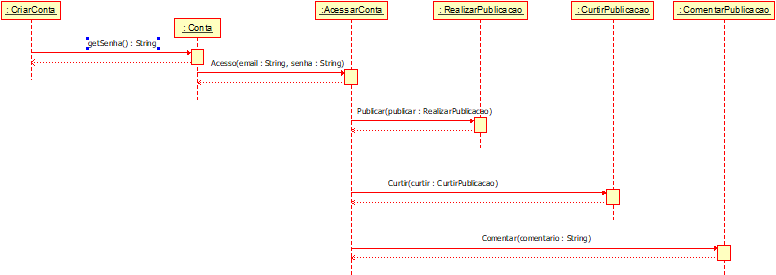 : CriarConta
: Conta
:AcessarConta
: RealizarPublicacao
: CurtirPublicacao
: ComentarPublicacao
getSenha() : String
Acesso(email : String, senha : String)
Publicar(publicar : RealizarPublicacao)
Curtir(curtir : CurtirPublicacao)
Comentar(comentario : String)